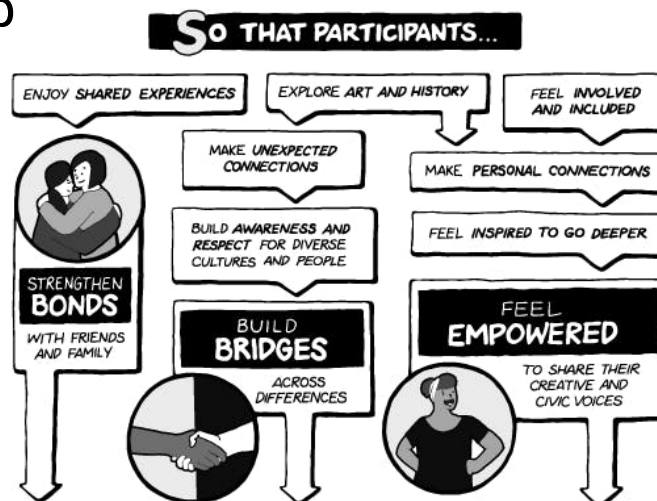 SO THAT PARTICIPANTS...
ENJOY SHARED EXPERIENCES
STRENGTHEN
BONDS
WITH FRIENDS
AND FAMILY
EXPLORE ART AND HISTORY
MAKE UNEXPECTED
CONNECTIONS
BUILD AWARENESS AND
RESPECT FOR DIVERSE
CULTURES AND PEOPLE
BUILD
BRIDGES
ACROSS
DIFFERENCES
FEEL INVOLVED
AND INCLUDED
MAKE PERSONAL CONNECTIONS
FEEL INSPIRED TO GO DEEPER
FEEL
EMPOWERED
TO SHARE THEIR
CREATIVE AND
CIVIC VOICES